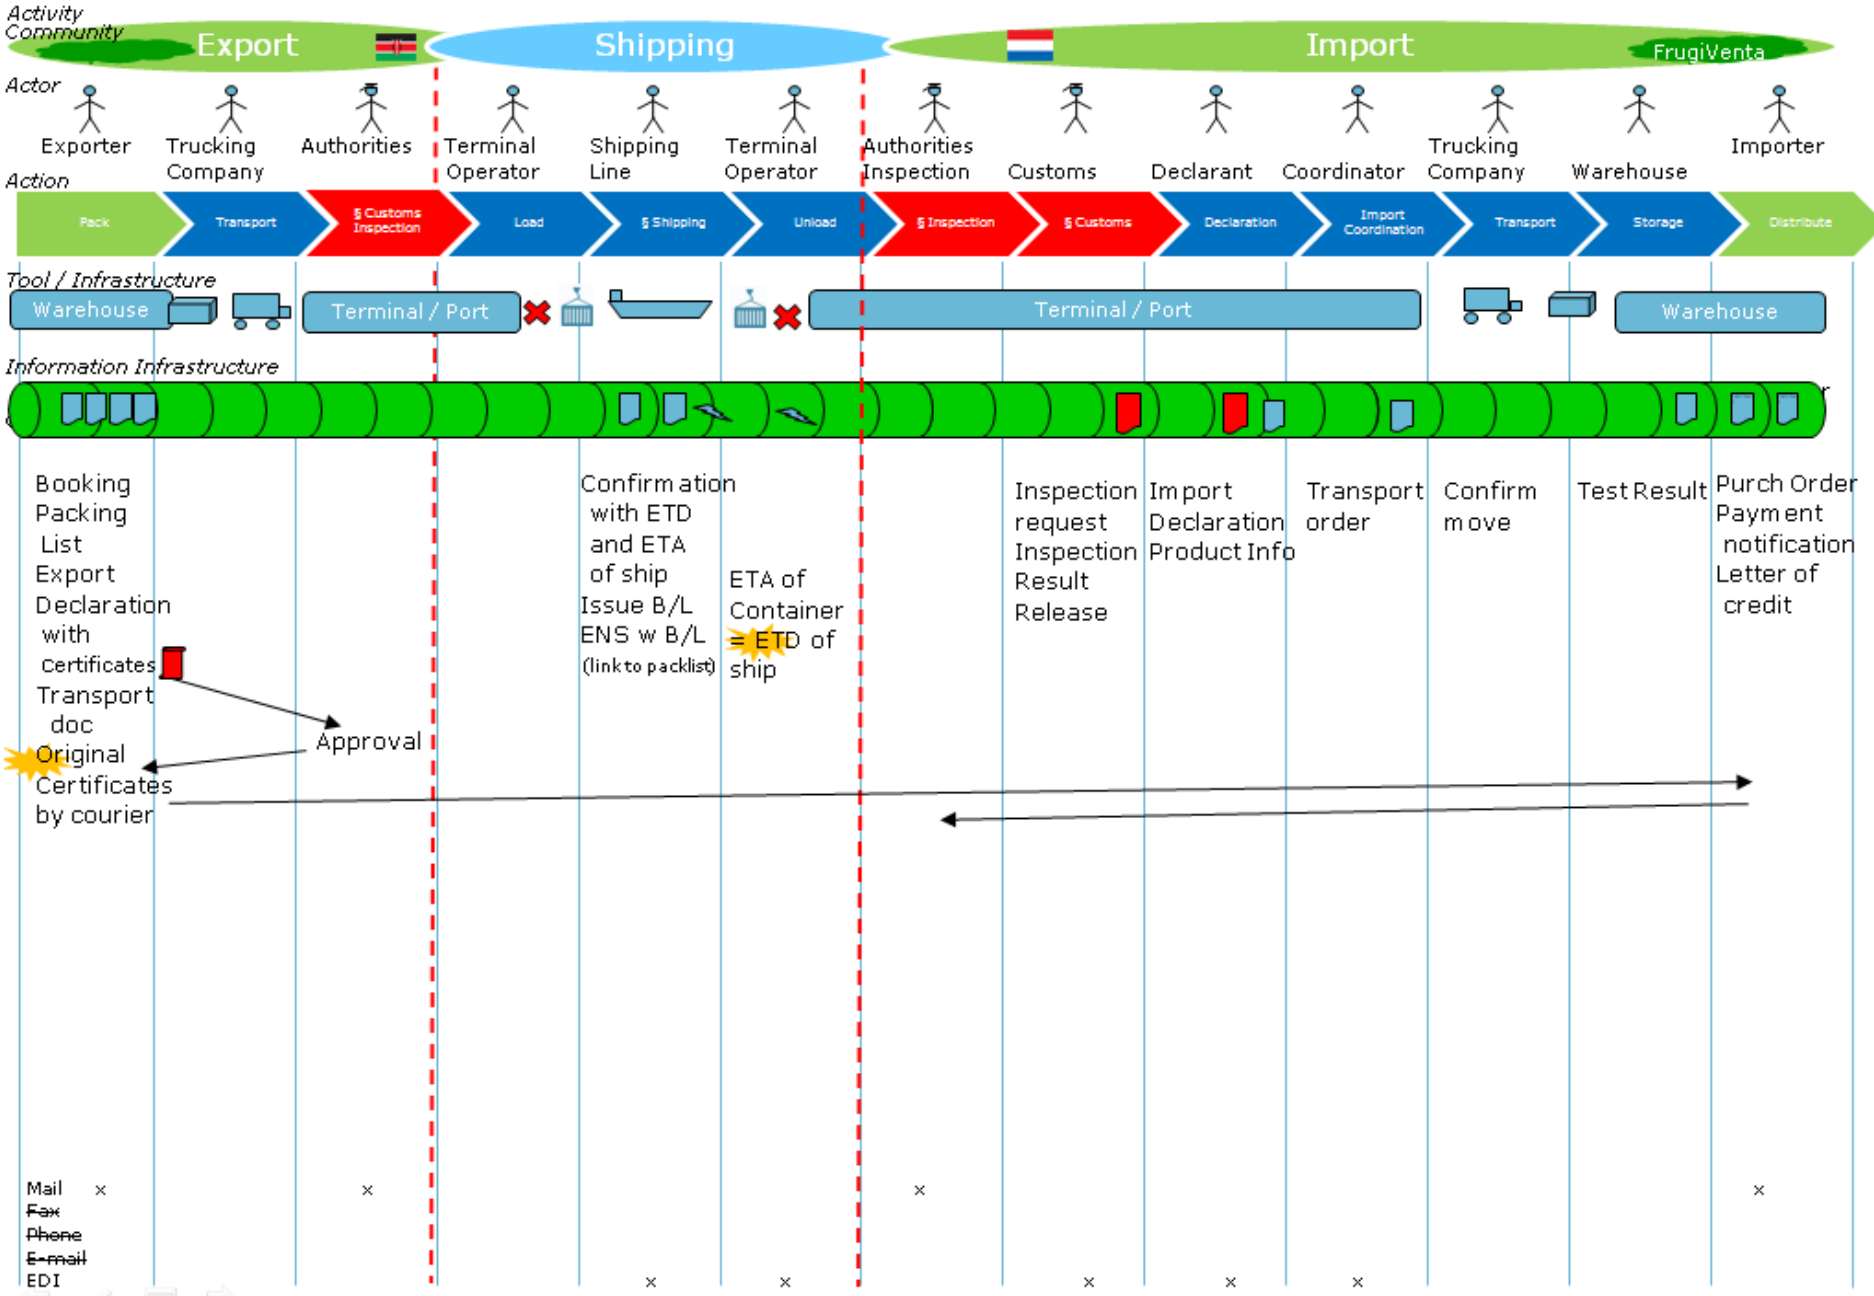 Activity
Community
Export
Shipping
Import
FrugiVenta
Actor
Exporter
Trucking
Company
Authorities
Terminal
Operator
Shipping
Line
Terminal
Operator
Authorities
Inspection
Customs
Declarant
Coordinator
Trucking
Company
Warehouse
Importer
Action
Pack
Transport
§ Customs
Inspection
Load
§ Shipping
Unload
§ Inspection
§ Customs
Declaration
Import
Coordination
Transport
Storage
Distribute
Tool / Infrastructure
Warehouse
Terminal / Port
Terminal / Port
Warehouse
Information Infrastructure
Booking
Packing
List
Export
Declaration
with
Certificates
Transport
doc
Original
Certificates
by courier
Approval
Confirmation
with ETD
and ETA
of ship
Issue B/L
ENS w B/L
(link to packlist)
ETA of
Container
= ETD of
ship
Inspection
request
Inspection
Result
Release
Import
Declaration
Product Info
Transport
order
Confirm
move
Test Result
Purch Order
Payment
notification
Letter of
credit
Mail x x x x
Fax
Phone
E-mail
EDI x x x x x